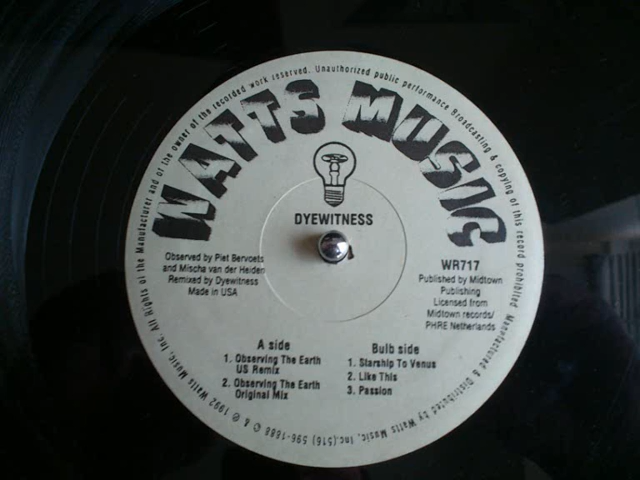 WATTS MUSIC
DYEWITNESS
Observed by Piet Bervoets
and Mischa van der Heiden
Remixed by Dyewitness
Made in USA
WR717
Published by Midtown
Publishing
Licensed from
Midtown records/
PHRE Netherlands
A side
1. Observing The Earth
US Remix
2. Observing The Earth
Original Mix
Bulb side
1. Starship To Venus
2. Like This
3. Passion
All Rights of the Manufacturer and of the owner of the recorded work reserved. Unauthorized public performance Broadcasting & copying of this record prohibited. Manufactured & Distributed by Watts Music, Inc.(516) 596-1888 © & ℗ 1992 Watts Music, Inc.